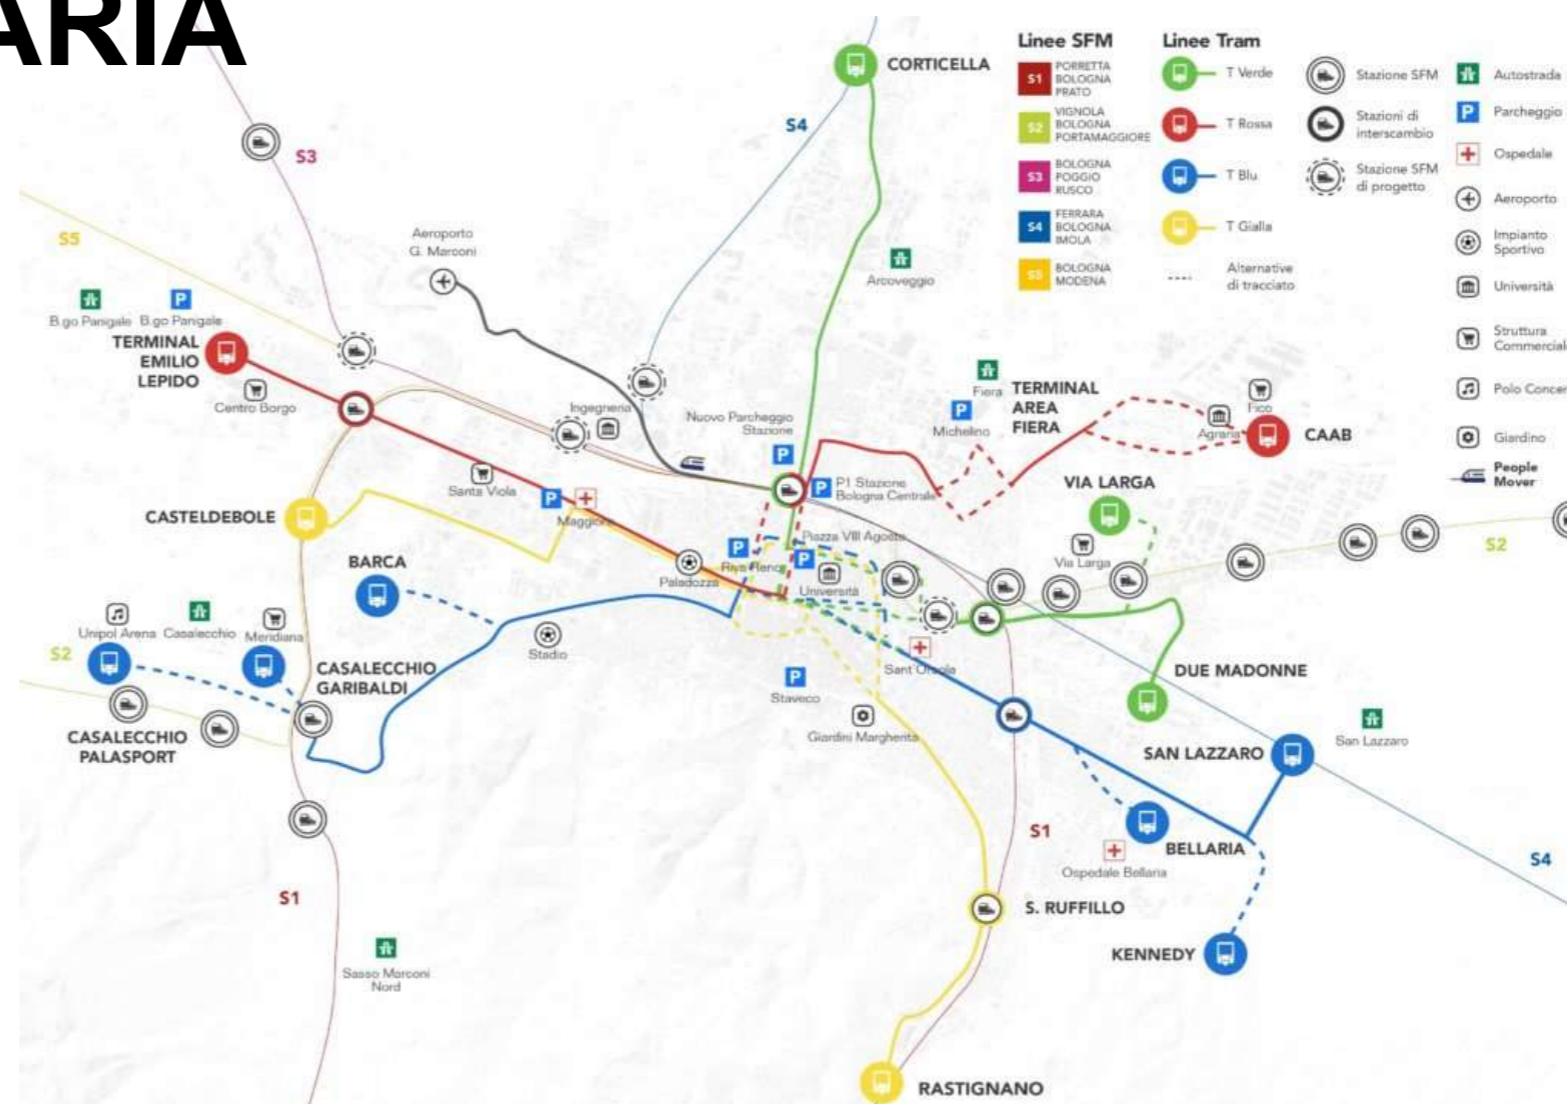 ARIA
Linee SFM
S1
PORRETTA
BOLOGNA
PRATO
S2
VIGNOLA
BOLOGNA
PORTAMAGGIORE
S3
BOLOGNA
POGGIO
RUSCO
S4
FERRARA
BOLOGNA
IMOLA
S5
BOLOGNA
MODENA
Linee Tram
T Verde
T Rossa
T Blu
T Gialla
Alternative
di tracciato
Stazione SFM
Stazioni di
interscambio
Stazione SFM
di progetto
Autostrada
P
Parcheggio
Ospedale
Aeroporto
Impianto
Sportivo
Università
Struttura
Commercial
Polo Concer
Giardino
People
Mover
CORTICELLA
S4
S3
S5
Aeroporto
G. Marconi
Arcoveggio
P
B.go Panigale
B.go Panigale
TERMINAL
EMILIO
LEPIDO
Centro Borgo
Ingegneria
Nuovo Parcheggio
Stazione
P
Fiera
P
Michelino
TERMINAL
AREA
FIERA
Fico
Agraria
CAAB
Santa Viola
P
Maggiore
P
P1 Stazione
Bologna Centrale
VIA LARGA
CASTELDEBOLE
Piazza VIII Agosto
P
Riva Reno
P
Via Larga
S2
BARCA
Paladozza
Università
Unipol Arena
Casalecchio
Meridiana
Stadio
S2
CASALECCHIO
GARIBALDI
Sant'Orsola
DUE MADONNE
P
Staveco
CASALECCHIO
PALASPORT
Giardini Margherita
SAN LAZZARO
San Lazzaro
S1
BELLARIA
Ospedale Bellaria
S4
S1
S. RUFFILLO
KENNEDY
Sasso Marconi
Nord
RASTIGNANO